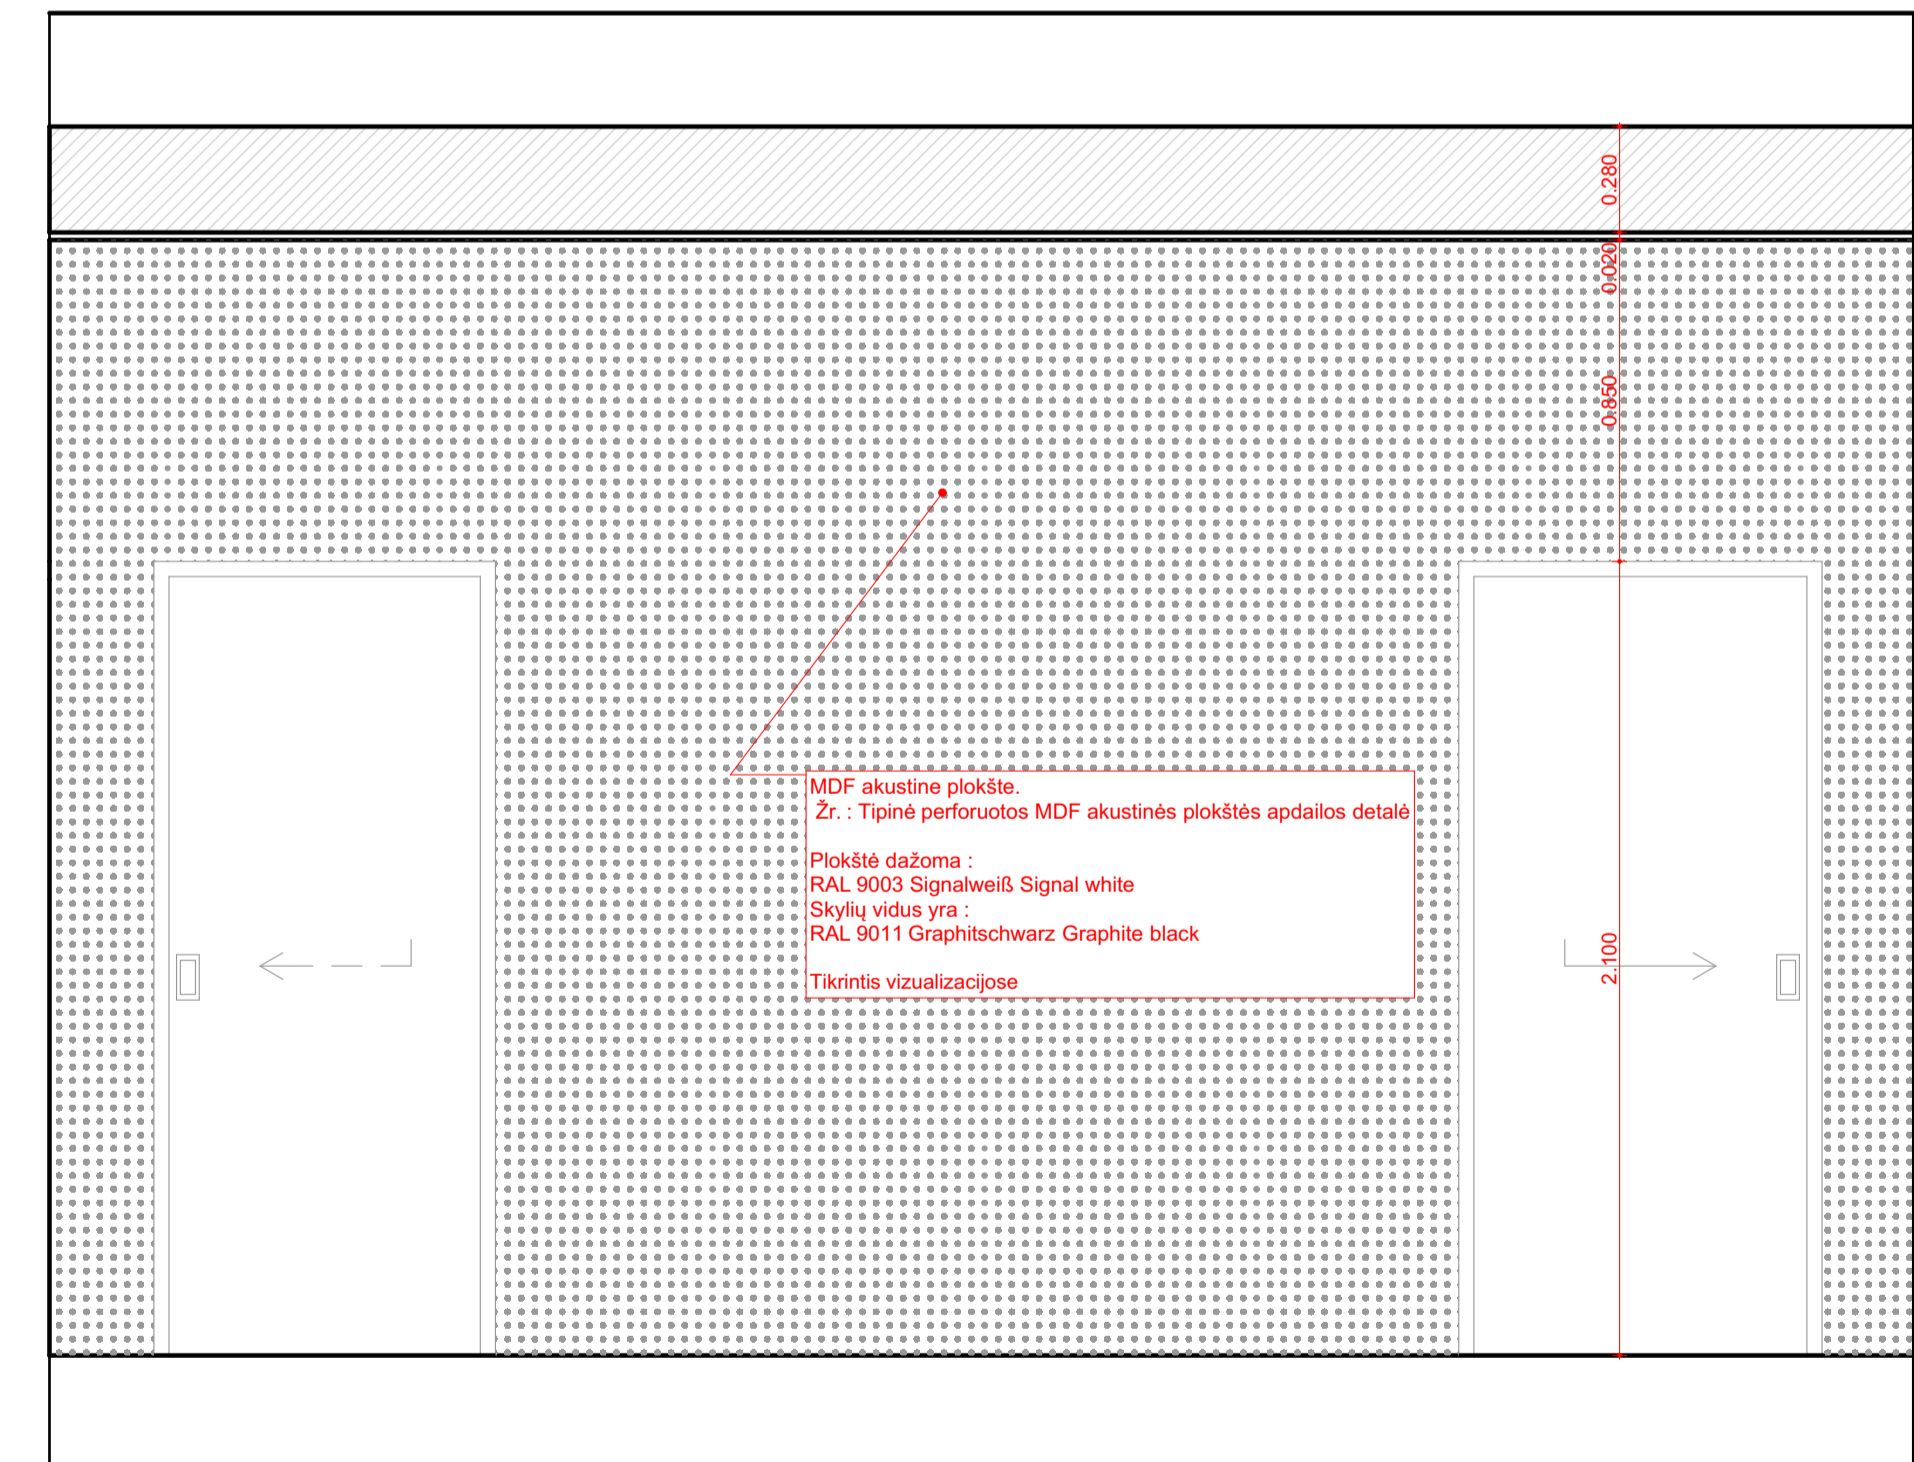 0.280
0.020
0.850
MDF akustine plokšte.
Žr. : Tipinė perforuotos MDF akustinės plokštės apdailos detalė
Plokštė dažoma :
RAL 9003 Signalweiß Signal white
Skylių vidus yra :
RAL 9011 Graphitschwarz Graphite black
Tikrintis vizualizacijose
2.100